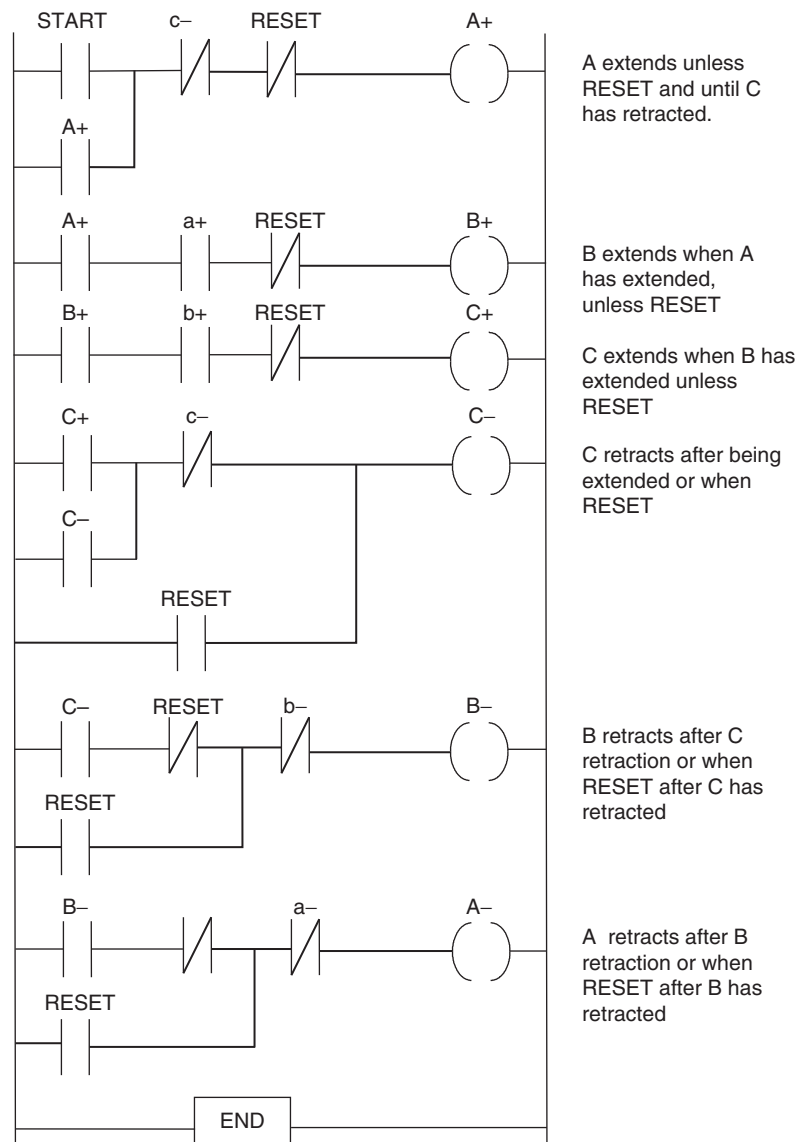 START c– RESET A+
A extends unless
RESET and until C
has retracted.
A+
A+ a+ RESET B+
B extends when A
has extended,
unless RESET
B+ b+ RESET C+
C extends when B has
extended unless
RESET
C+ c– C–
C retracts after being
extended or when
RESET
C–
RESET
C– RESET b– B–
B retracts after C
retraction or when
RESET after C has
retracted
RESET
B– a– A–
A retracts after B
retraction or when
RESET after B has
retracted
RESET
END